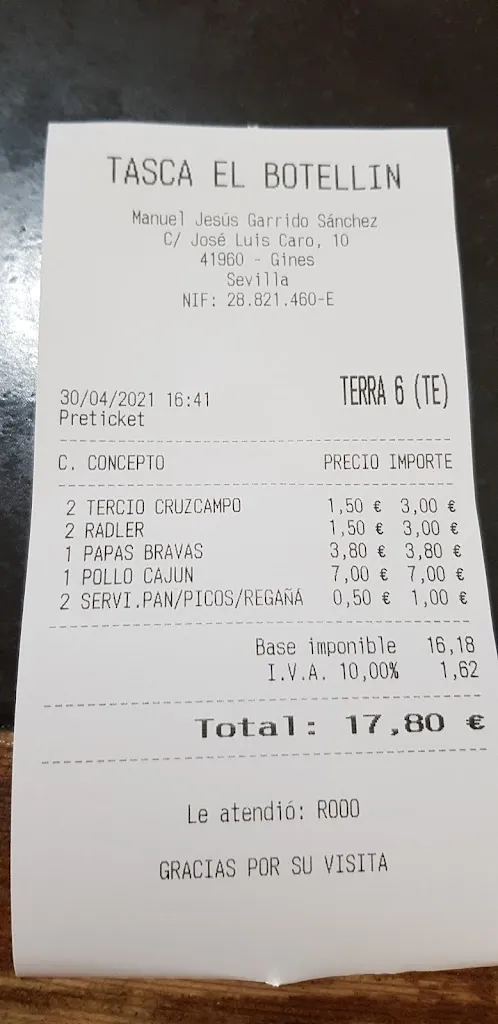 TASCA EL BOTELLIN
Manuel Jesús Garrido Sánchez
C/ José Luis Caro, 10
41960 - Gines
Sevilla
NIF: 28.821.460-E
30/04/2021 16:41 TERRA 6 (TE)
Preticket
C. CONCEPTO PRECIO IMPORTE
2 TERCIO CRUZCAMPO 1,50 € 3,00 €
2 RADLER 1,50 € 3,00 €
1 PAPAS BRAVAS 3,80 € 3,80 €
1 POLLO CAJUN 7,00 € 7,00 €
2 SERVI.PAN/PICOS/REGAÑÁ 0,50 € 1,00 €
Base imponible 16,18
I.V.A. 10,00% 1,62
Total: 17,80 €
Le atendió: ROOO
GRACIAS POR SU VISITA